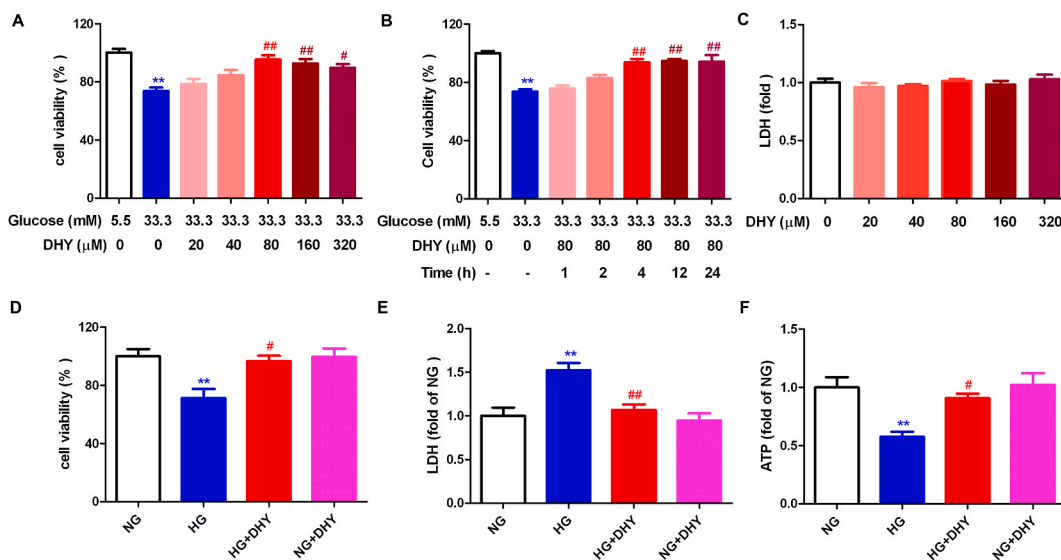 A
cell viability (% )
120
80
40
0
**
##
##
#
Glucose (mM) 5.5 33.3 33.3 33.3 33.3 33.3 33.3
DHY (μM) 0 0 20 40 80 160 320
B
Cell viability (% )
120
80
40
0
**
##
##
##
Glucose (mM) 5.5 33.3 33.3 33.3 33.3 33.3 33.3
DHY (μM) 0 0 80 80 80 80 80
Time (h) - - 1 2 4 12 24
C
LDH (fold)
1.5
1.0
0.5
0.0
DHY (μM) 0 20 40 80 160 320
D
cell viability (% )
120
80
40
0
**
#
NG
HG
HG+DHY
NG+DHY
E
LDH (fold of NG )
2.0
1.5
1.0
0.5
0.0
**
##
NG
HG
HG+DHY
NG+DHY
F
ATP (fold of NG)
1.5
1.0
0.5
0.0
**
#
NG
HG
HG+DHY
NG+DHY